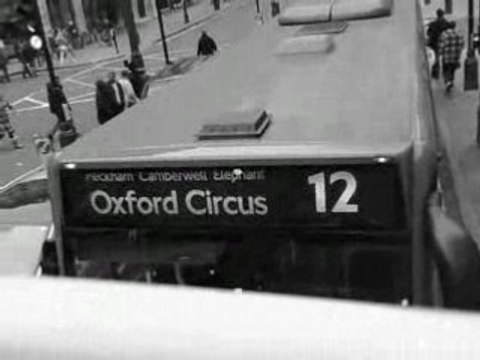 Peckham Camberwell Elephant
Oxford Circus
12